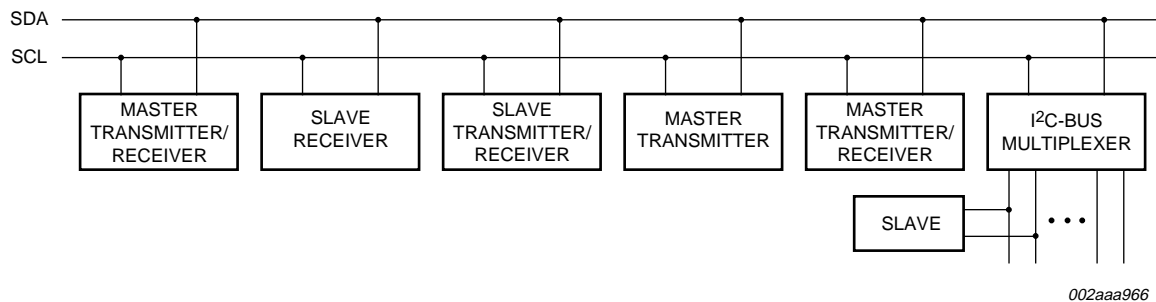 SDA
SCL
MASTER
TRANSMITTER/
RECEIVER
SLAVE
RECEIVER
SLAVE
TRANSMITTER/
RECEIVER
MASTER
TRANSMITTER
MASTER
TRANSMITTER/
RECEIVER
I²C-BUS
MULTIPLEXER
SLAVE
002aaa966